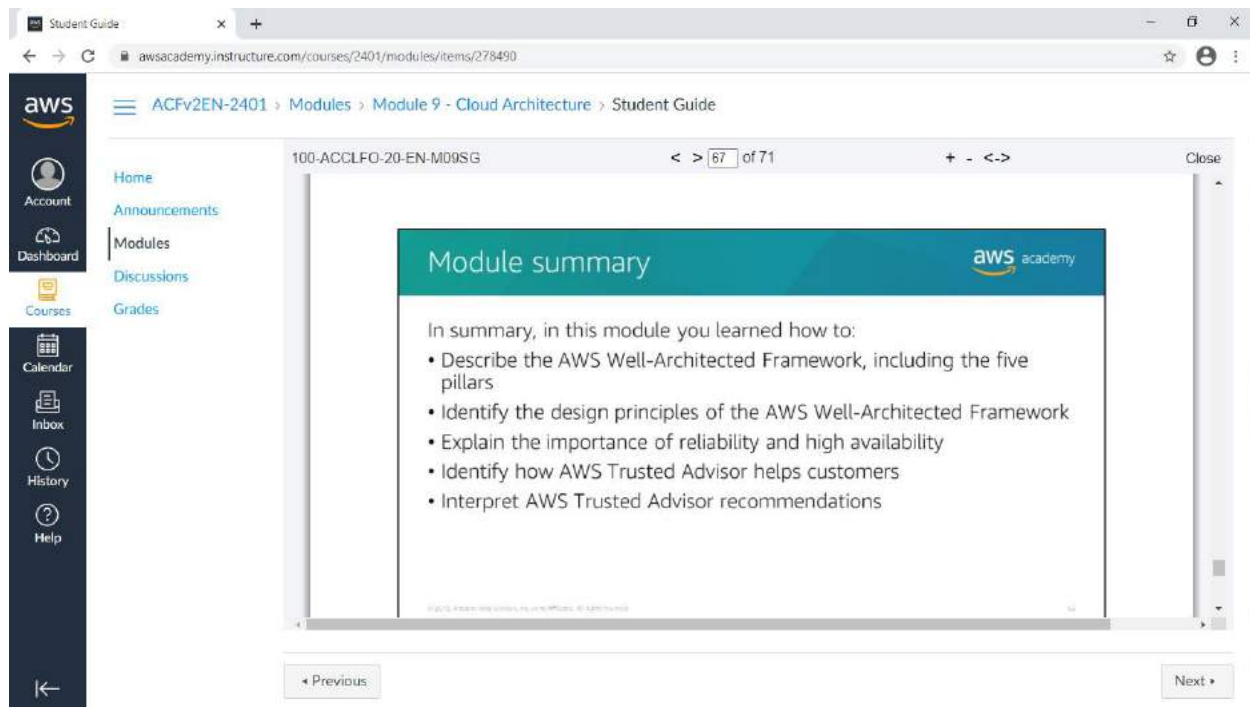 Student Guide
awsacademy.instructure.com/courses/2401/modules/items/278490
aws
ACFv2EN-2401 > Modules > Module 9 - Cloud Architecture > Student Guide
Account
Dashboard
Courses
Calendar
Inbox
History
Help
Home
Announcements
Modules
Discussions
Grades
100-ACCLFO-20-EN-M09SG
< > 67 of 71
+ - <->
Close
Module summary
aws academy
In summary, in this module you learned how to:
• Describe the AWS Well-Architected Framework, including the five
pillars
• Identify the design principles of the AWS Well-Architected Framework
• Explain the importance of reliability and high availability
• Identify how AWS Trusted Advisor helps customers
• Interpret AWS Trusted Advisor recommendations
◂ Previous
Next ▸